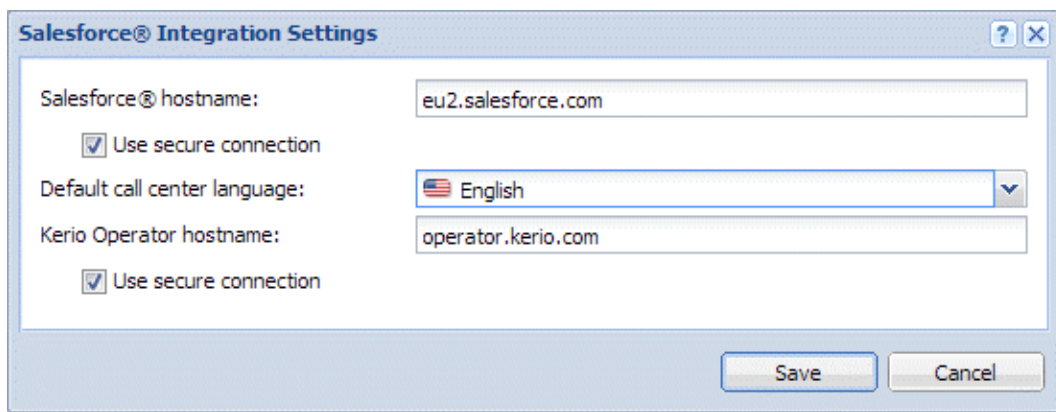 Salesforce® Integration Settings
?
Salesforce® hostname: eu2.salesforce.com
Use secure connection
Default call center language: English
Kerio Operator hostname: operator.kerio.com
Use secure connection
Save Cancel